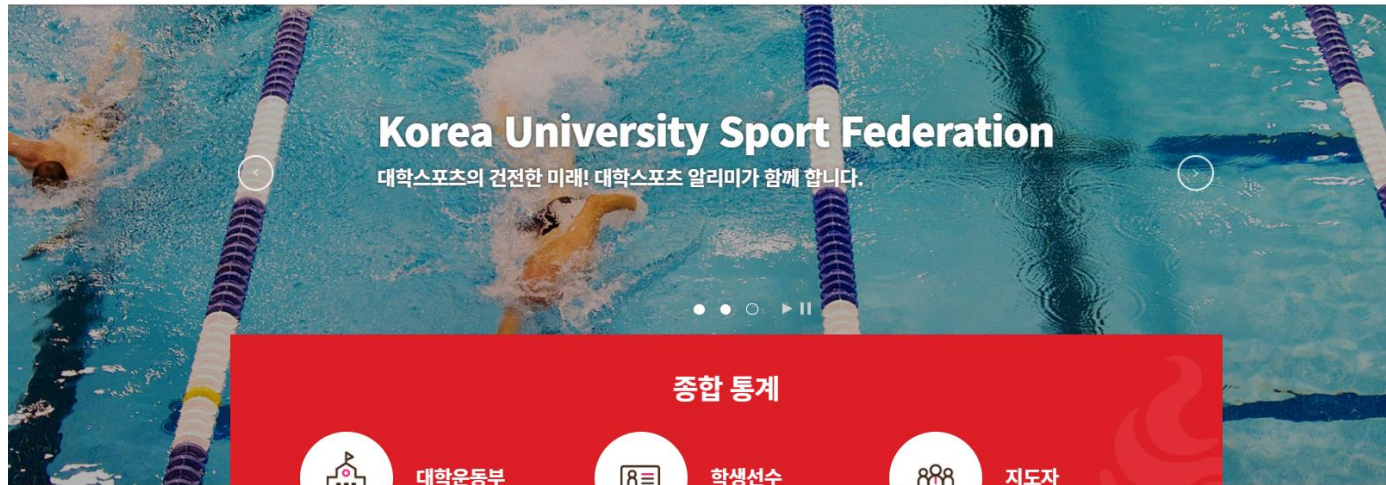 Korea University Sport Federation
대학스포츠의 건전한 미래! 대학스포츠 알리미가 함께 합니다.
종합 통계
대학운동부
학생선수
지도자